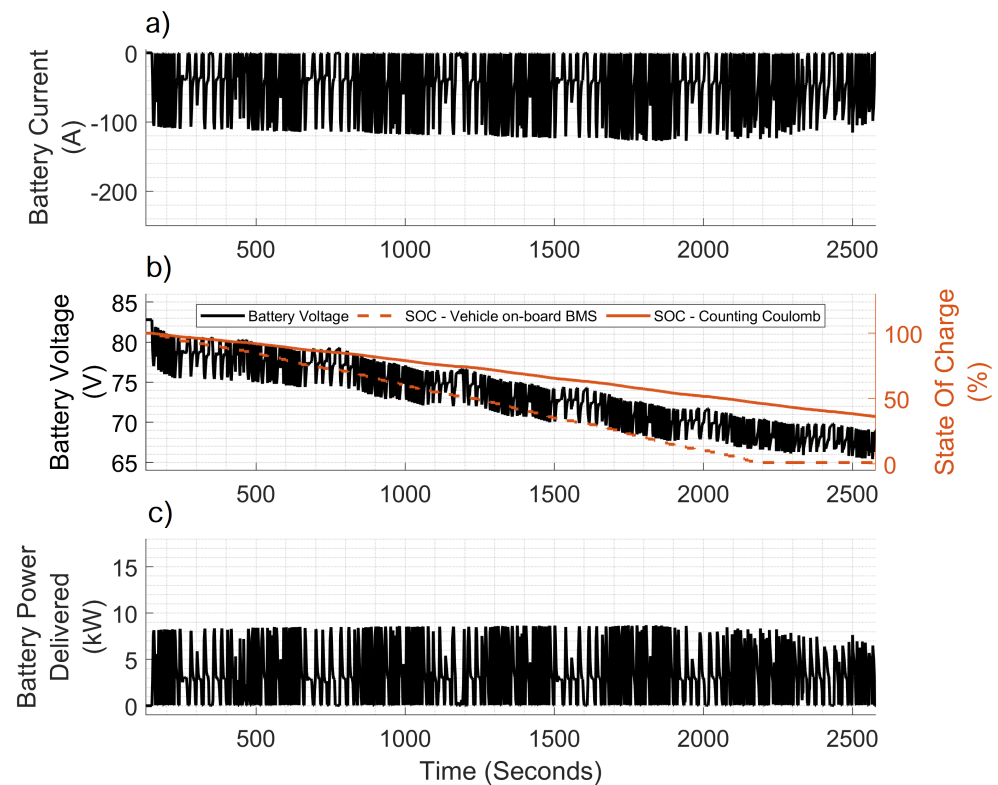 a)
0
-100
-200
Battery Current
(A)
500
1000
1500
2000
2500
b)
85
80
75
70
65
Battery Voltage
(V)
Battery Voltage
SOC - Vehicle on-board BMS
SOC - Counting Coulomb
100
50
0
State Of Charge
(%)
500
1000
1500
2000
2500
c)
15
10
5
0
Battery Power
Delivered
(kW)
500
1000
1500
2000
2500
Time (Seconds)